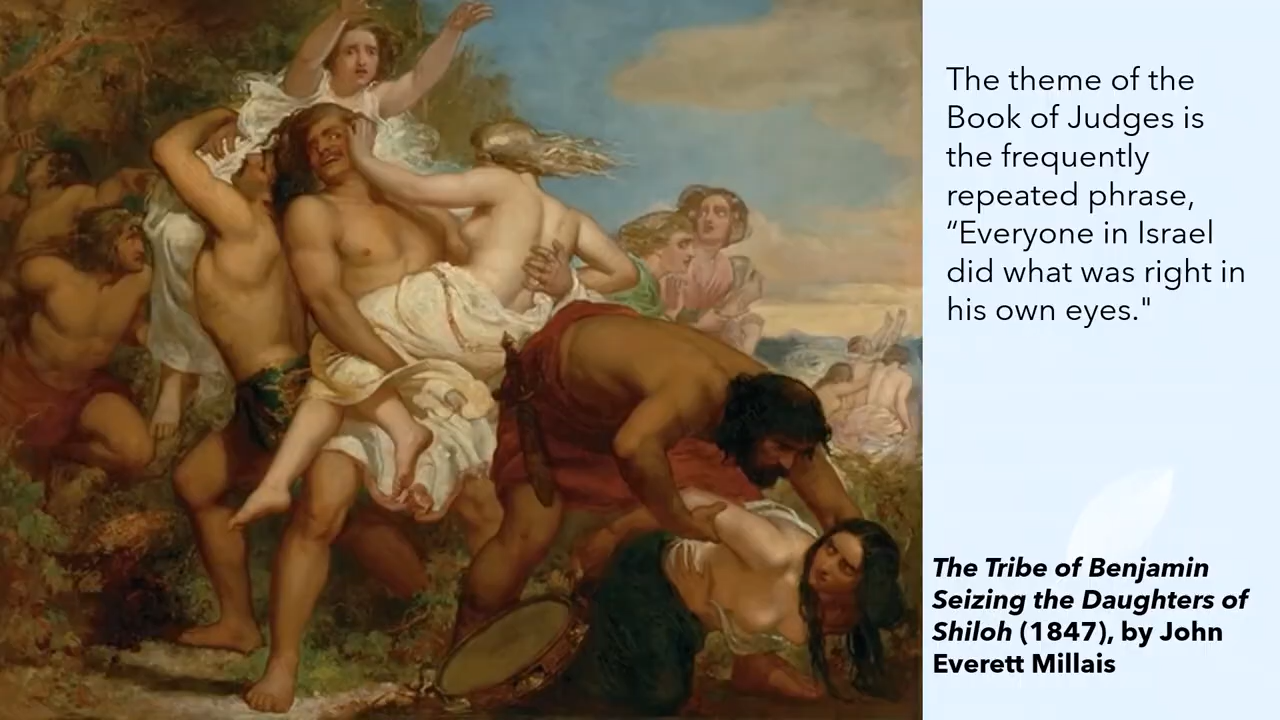 The theme of the
Book of Judges is
the frequently
repeated phrase,
“Everyone in Israel
did what was right in
his own eyes."
The Tribe of Benjamin
Seizing the Daughters of
Shiloh (1847), by John
Everett Millais